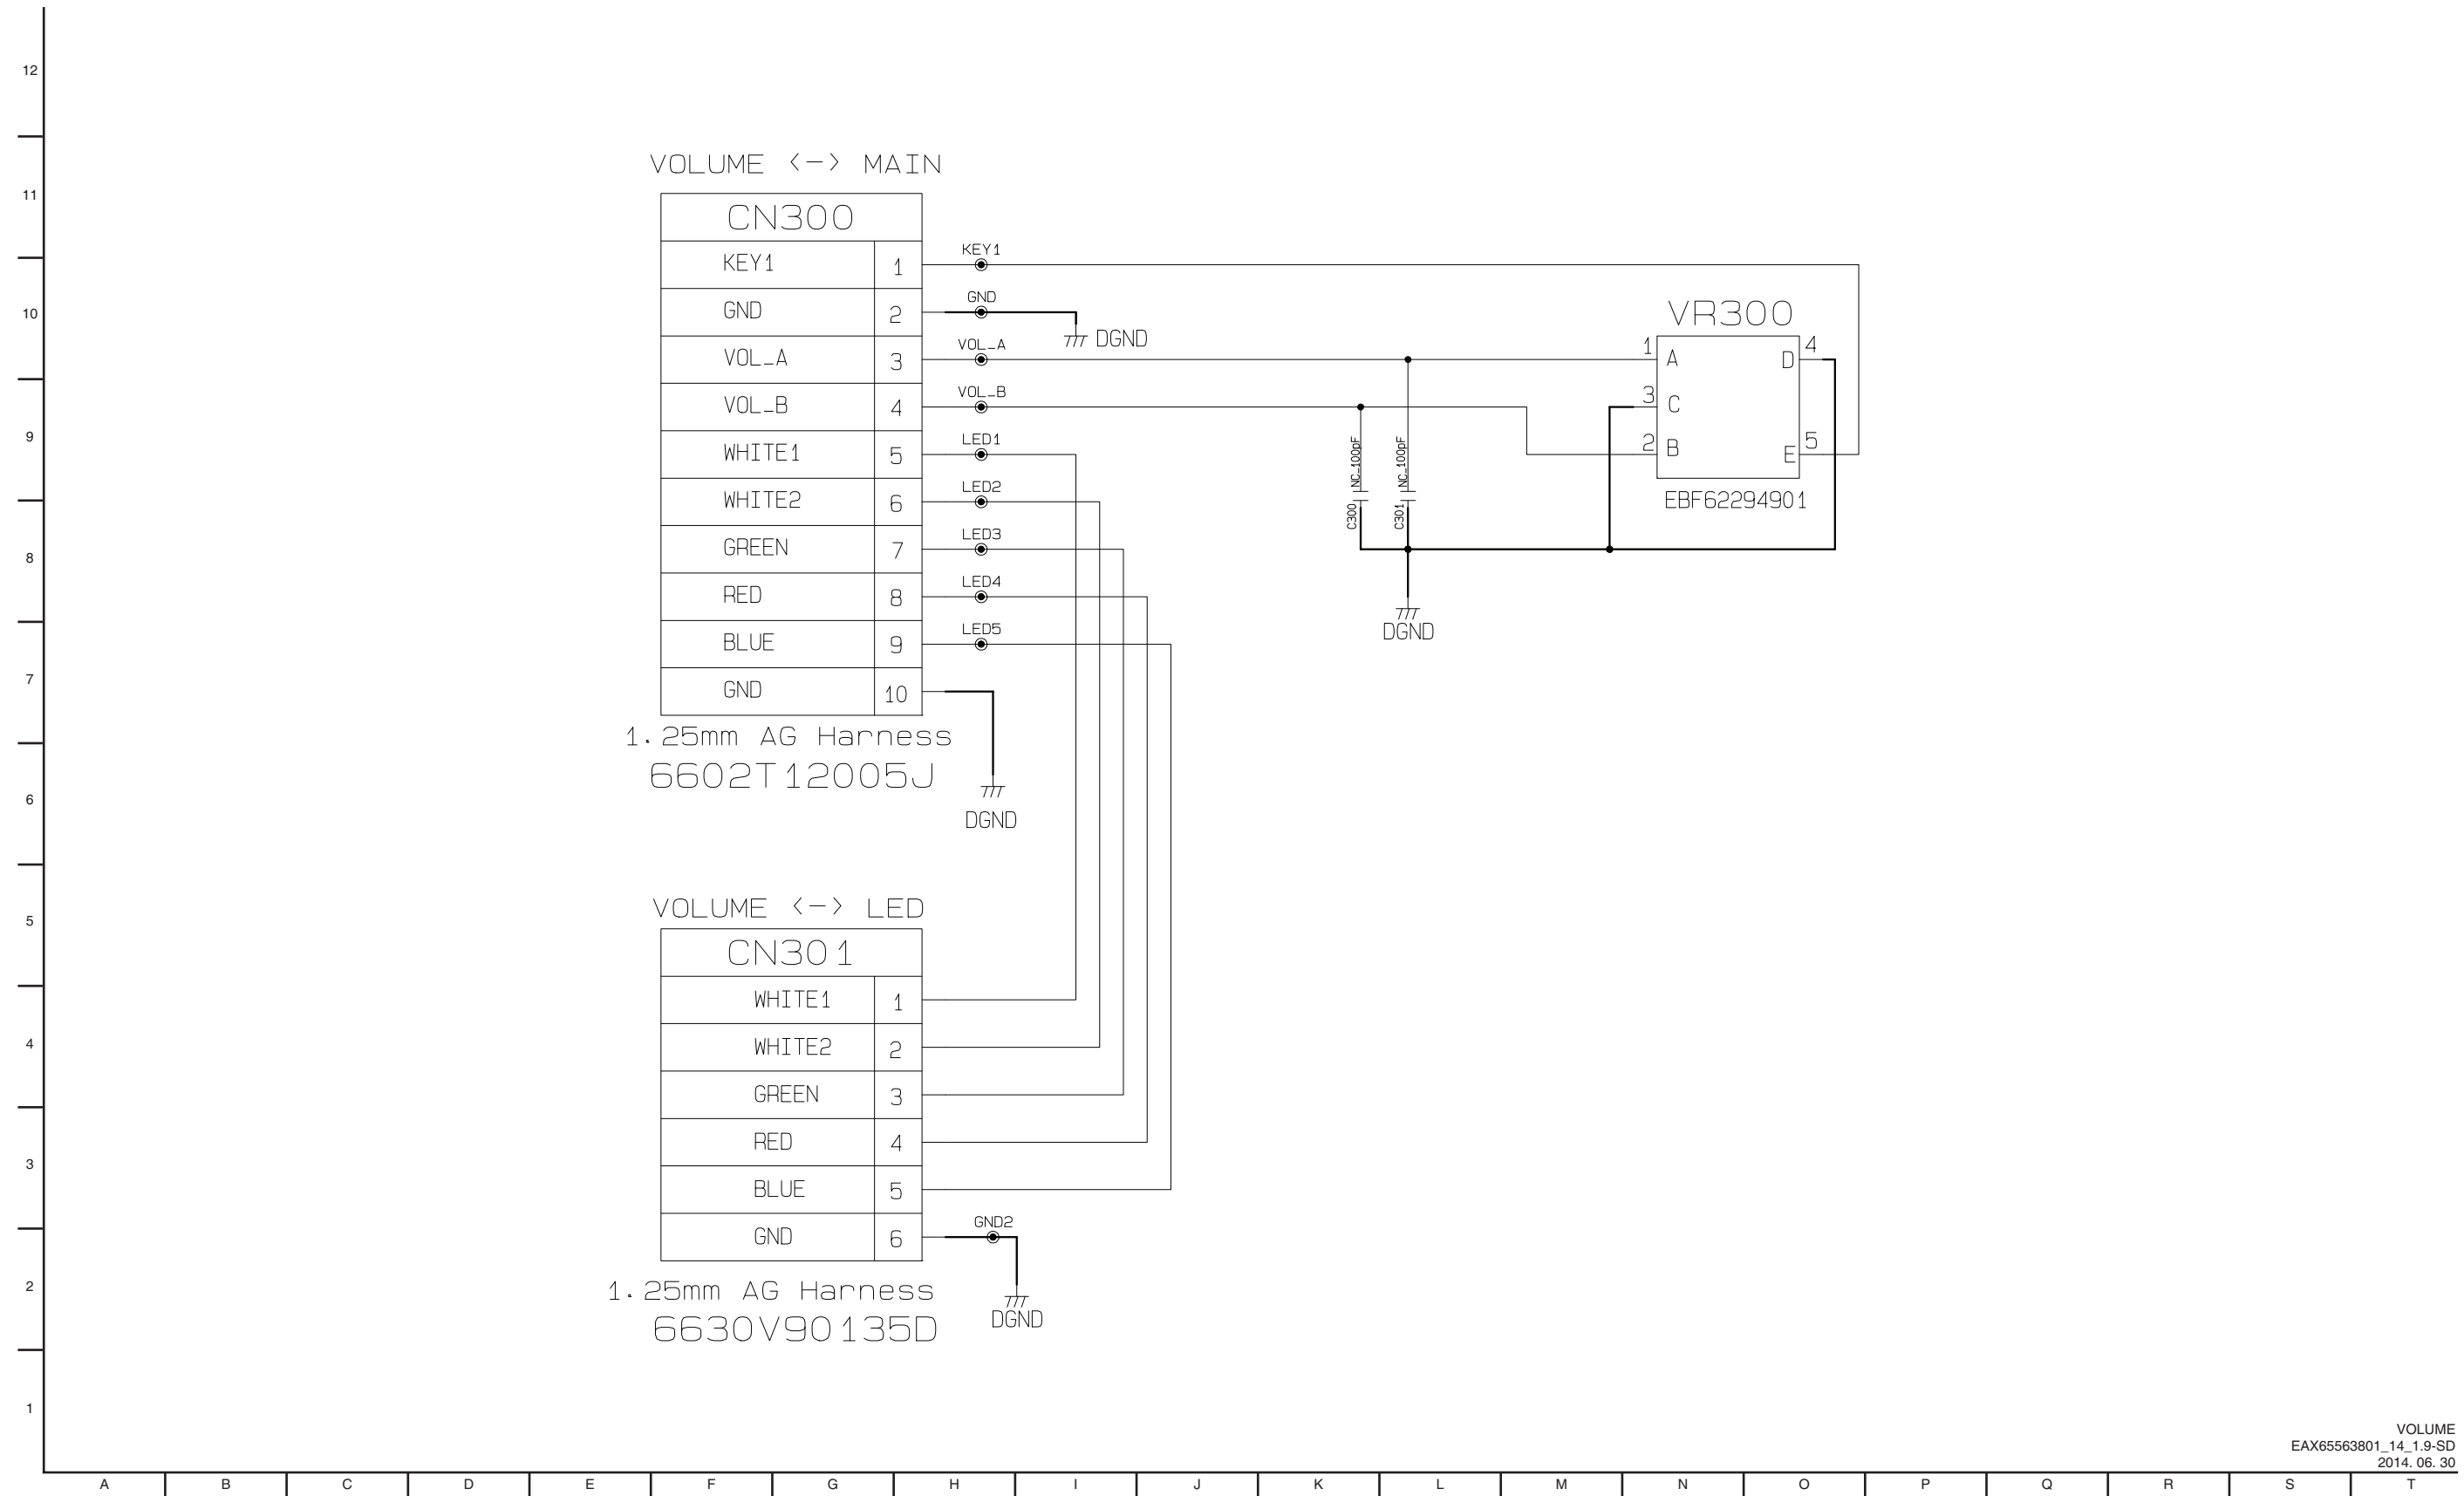 12
11
10
9
8
7
6
5
4
3
2
1
VOLUME <-> MAIN
CN300
KEY1 1 KEY1
GND 2 GND
DGND
VOL_A 3 VOL_A
VOL_B 4 VOL_B
WHITE1 5 LED1
WHITE2 6 LED2
GREEN 7 LED3
RED 8 LED4
BLUE 9 LED5
GND 10
1.25mm AG Harness
6602T12005J
DGND
VR300
1 A D 4
3 C
2 B E 5
EBF62294901
C300 NC_100pF
C301 NC_100pF
DGND
VOLUME <-> LED
CN301
WHITE1 1
WHITE2 2
GREEN 3
RED 4
BLUE 5
GND 6 GND2
1.25mm AG Harness
6630V90135D
DGND
VOLUME
EAX65563801_14_1.9-SD
2014. 06. 30
A B C D E F G H I J K L M N O P Q R S T